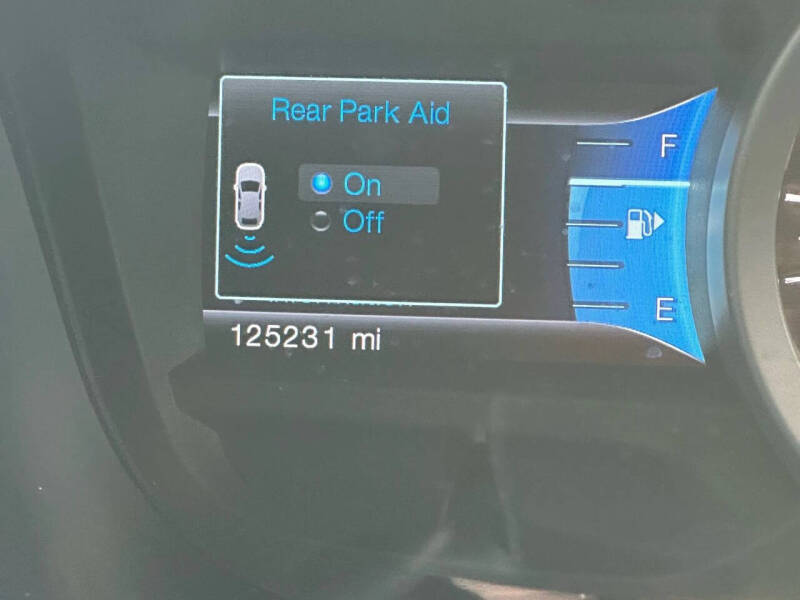 Rear Park Aid
On
Off
F
E
125231 mi